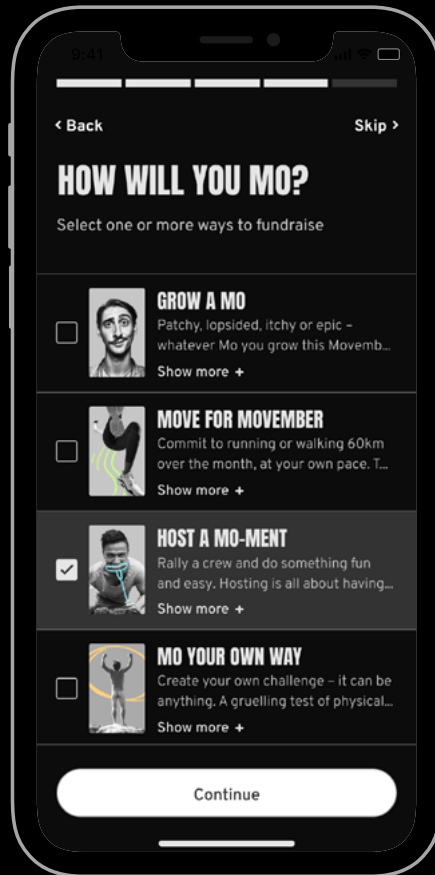 9:41
< Back
Skip >
HOW WILL YOU MO?
Select one or more ways to fundraise
GROW A MO
Patchy, lopsided, itchy or epic –
whatever Mo you grow this Movemb...
Show more +
MOVE FOR MOVEMBER
Commit to running or walking 60km
over the month, at your own pace. T...
Show more +
HOST A MO-MENT
Rally a crew and do something fun
and easy. Hosting is all about having...
Show more +
MO YOUR OWN WAY
Create your own challenge – it can be
anything. A gruelling test of physical...
Show more +
Continue